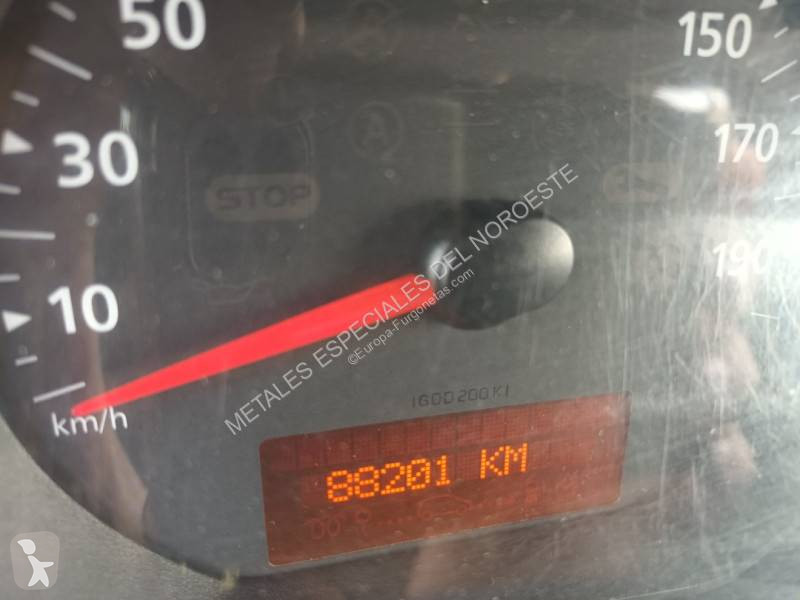 50
150
30
170
STOP
A
190
10
km/h
METALES ESPECIALES DEL NOROESTE
©Europa-Furgonetas.com
88201 KM